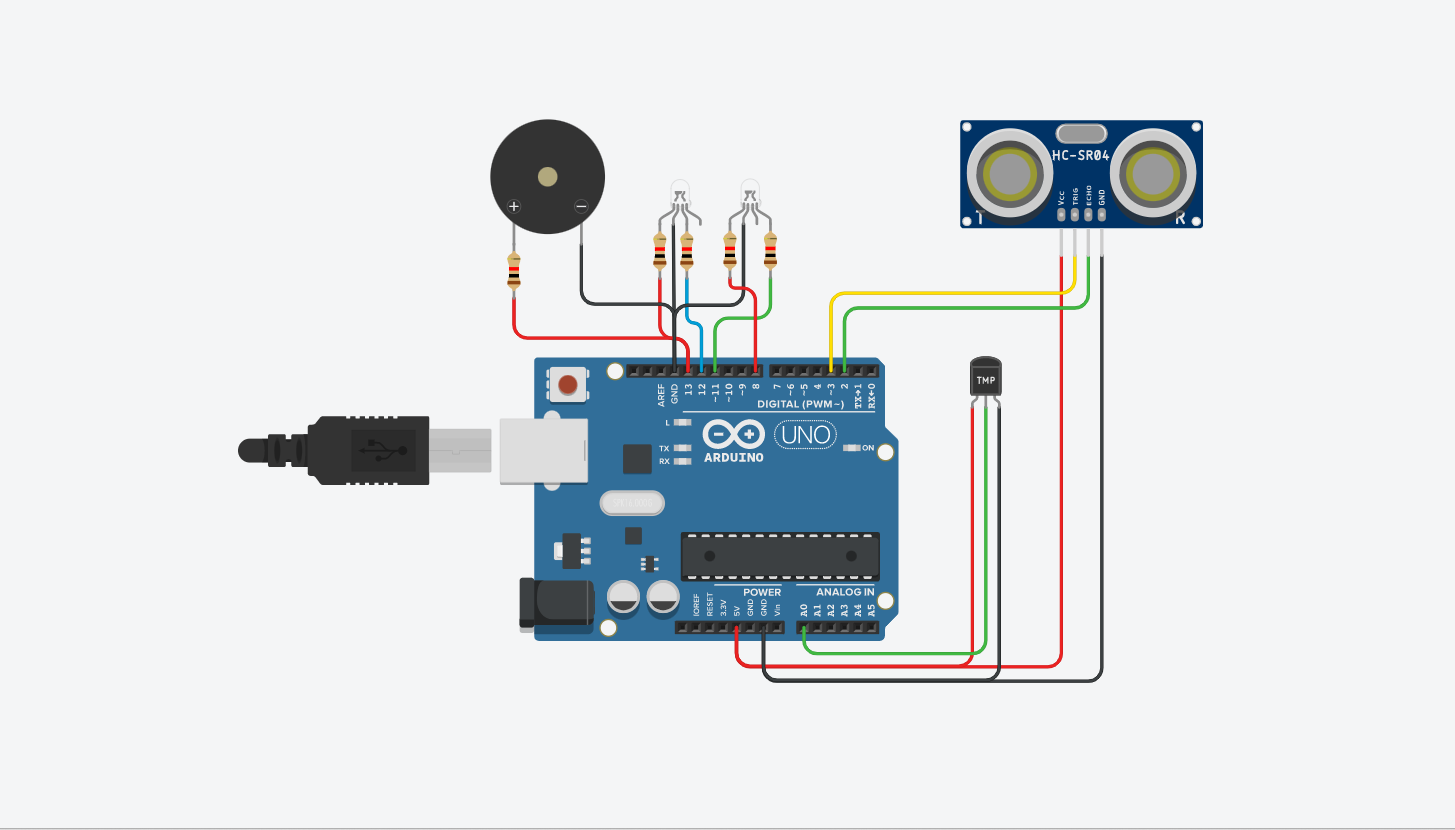 HC-SR04
Vcc
TRIG
ECHO
GND
T
R
+
−
TMP
AREF
GND
13
12
~11
~10
~9
8
7
~6
~5
4
~3
2
TX→1
RX←0
DIGITAL (PWM~)
L
TX
RX
ARDUINO
UNO
ON
POWER
ANALOG IN
IOREF
RESET
3.3V
5V
GND
GND
Vin
A0
A1
A2
A3
A4
A5